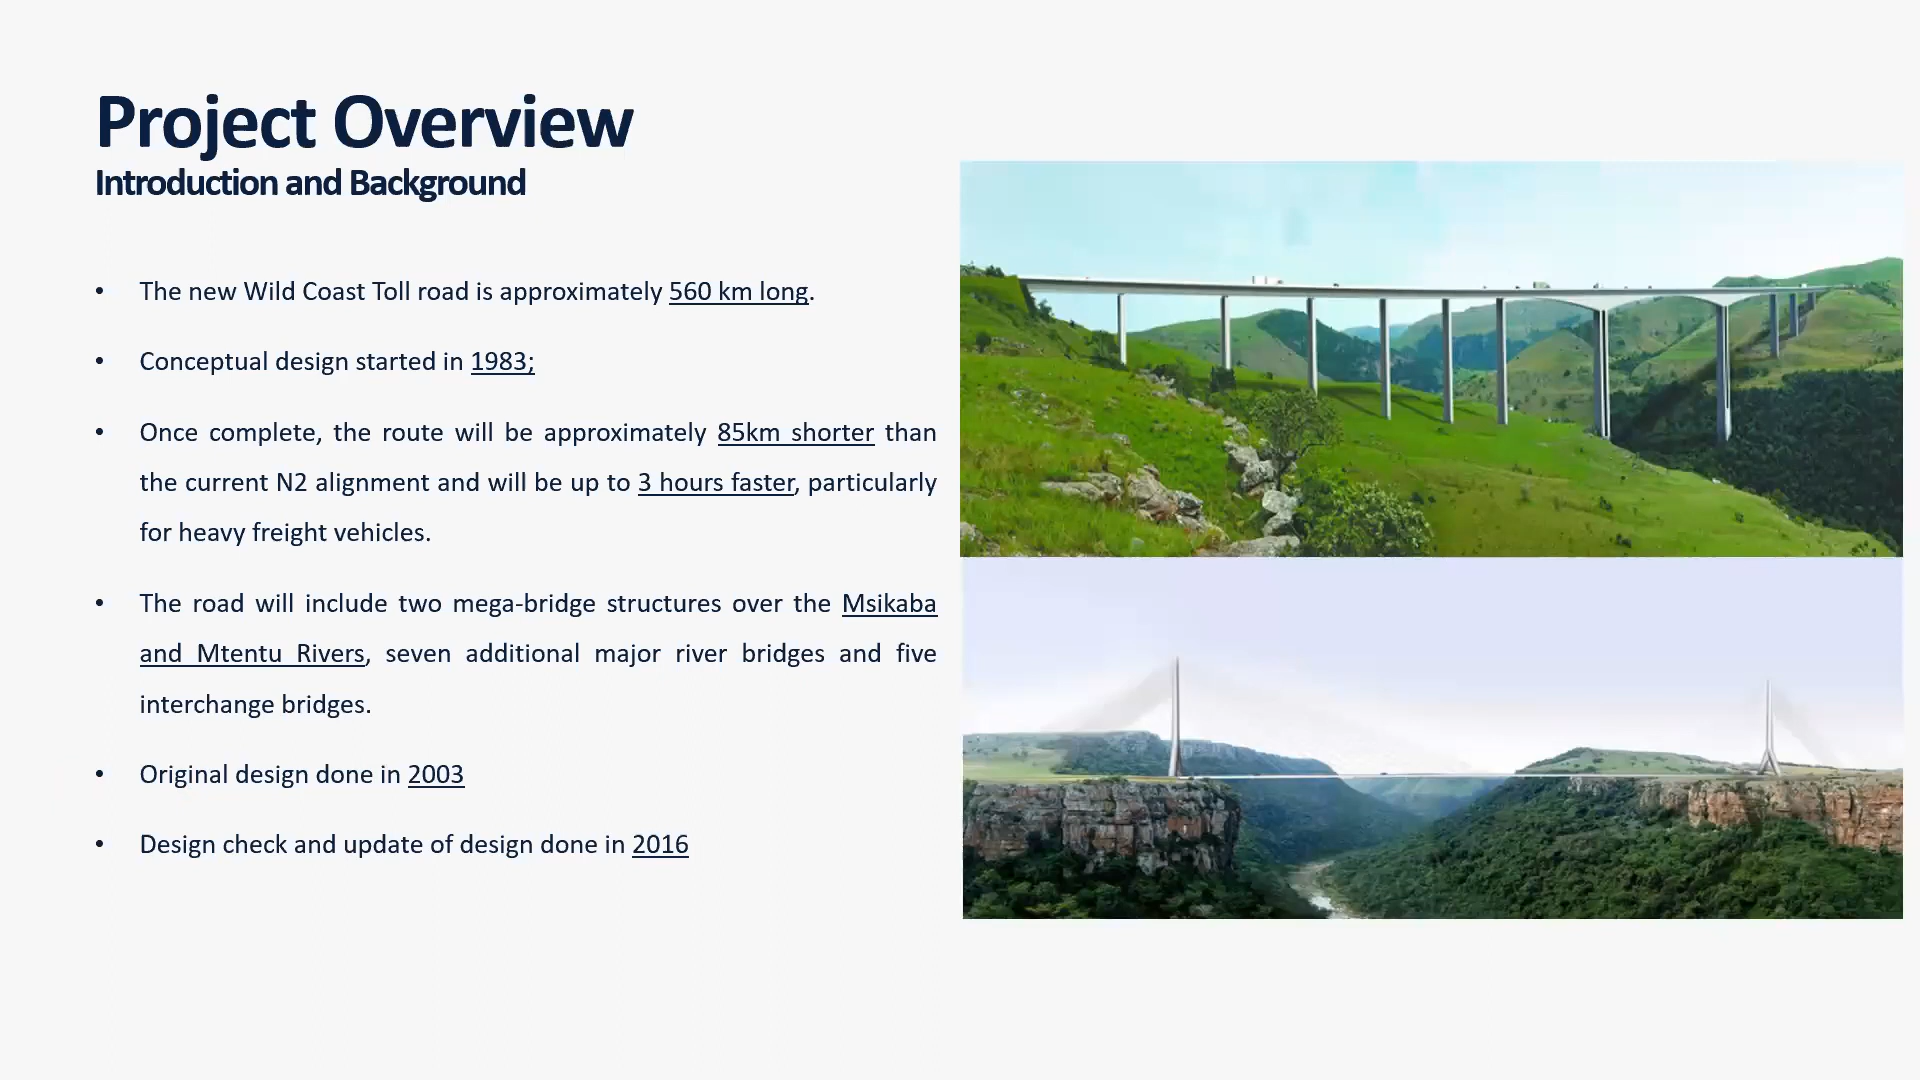 Project Overview
Introduction and Background
• The new Wild Coast Toll road is approximately 560 km long.
• Conceptual design started in 1983;
• Once complete, the route will be approximately 85km shorter than
the current N2 alignment and will be up to 3 hours faster, particularly
for heavy freight vehicles.
• The road will include two mega-bridge structures over the Msikaba
and Mtentu Rivers, seven additional major river bridges and five
interchange bridges.
• Original design done in 2003
• Design check and update of design done in 2016